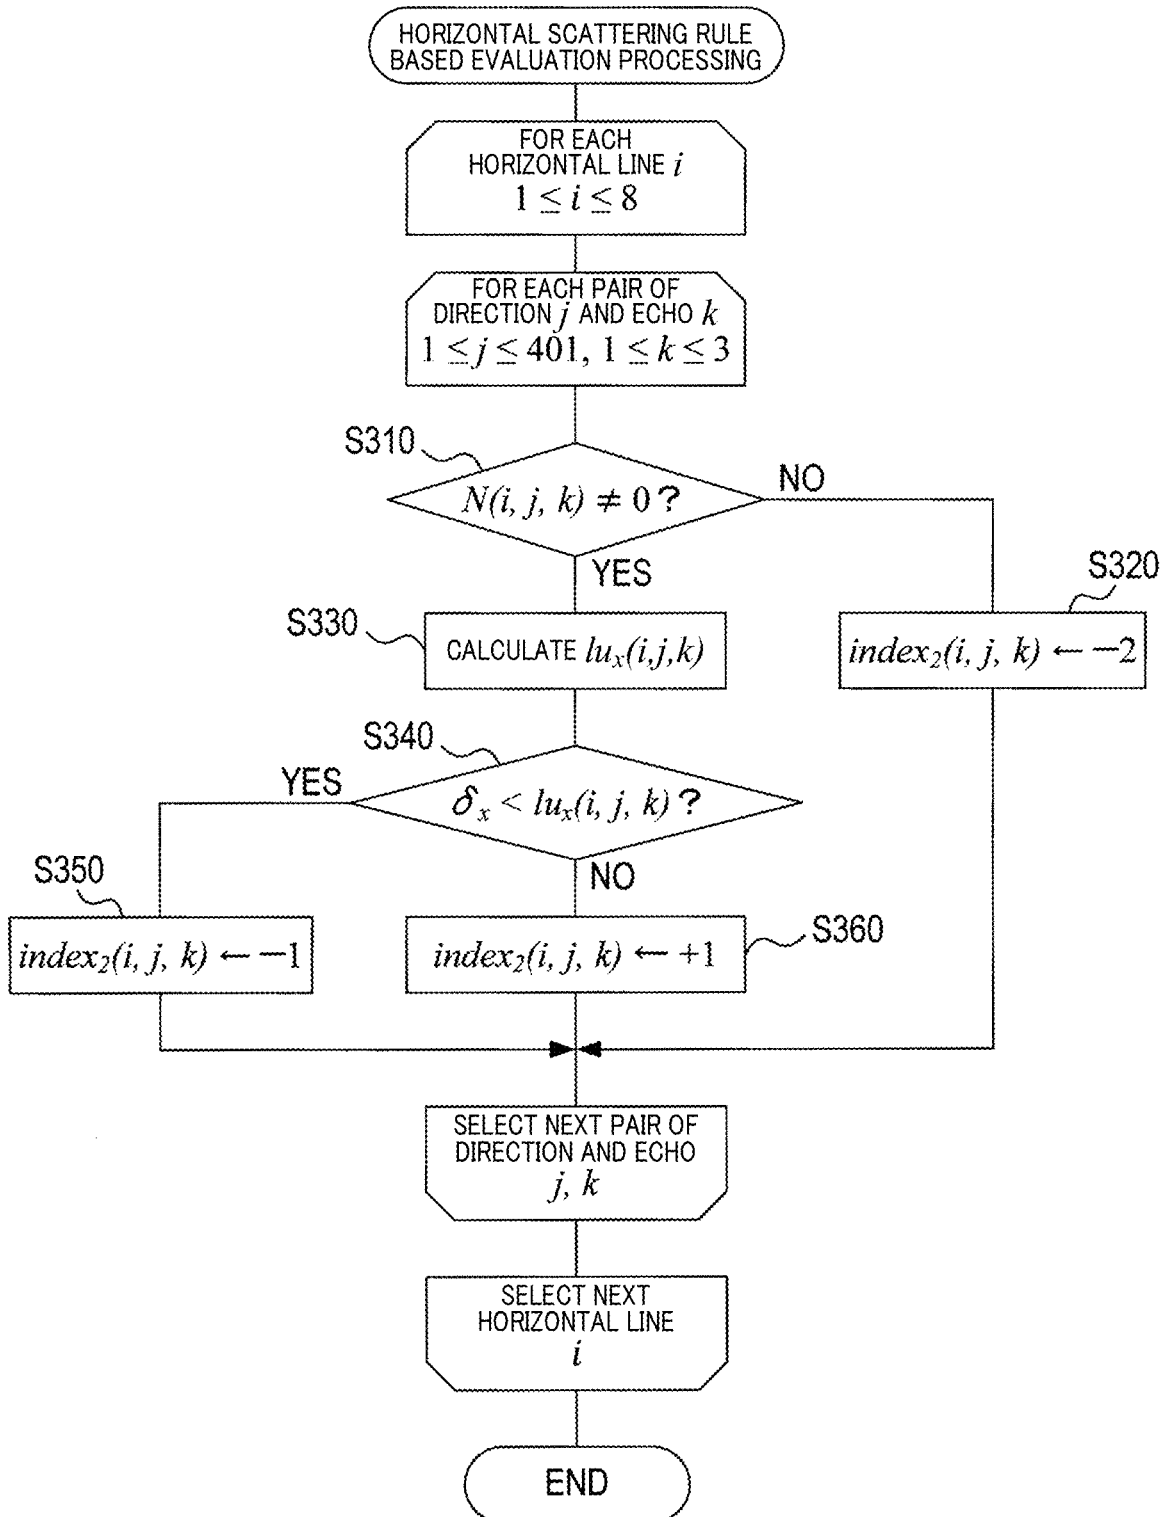 HORIZONTAL SCATTERING RULE
BASED EVALUATION PROCESSING
FOR EACH
HORIZONTAL LINE i
1 ≤ i ≤ 8
FOR EACH PAIR OF
DIRECTION j AND ECHO k
1 ≤ j ≤ 401, 1 ≤ k ≤ 3
S310
N(i, j, k) ≠ 0 ?
NO
YES
S320
index₂(i, j, k) ← −2
S330
CALCULATE luₓ(i,j,k)
S340
YES
δₓ < luₓ(i, j, k) ?
NO
S350
index₂(i, j, k) ← −1
index₂(i, j, k) ← +1
S360
SELECT NEXT PAIR OF
DIRECTION AND ECHO
j, k
SELECT NEXT
HORIZONTAL LINE
i
END